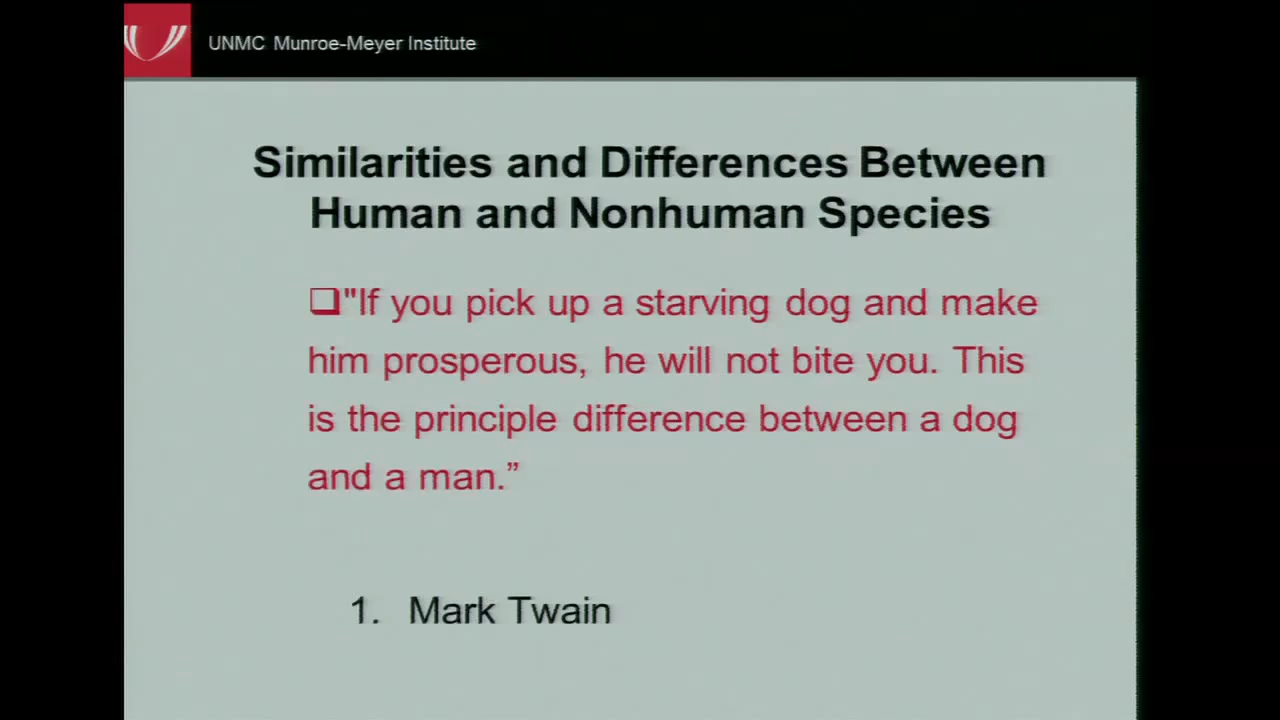 UNMC Munroe-Meyer Institute
Similarities and Differences Between
Human and Nonhuman Species
❑"If you pick up a starving dog and make
him prosperous, he will not bite you. This
is the principle difference between a dog
and a man.”
1. Mark Twain